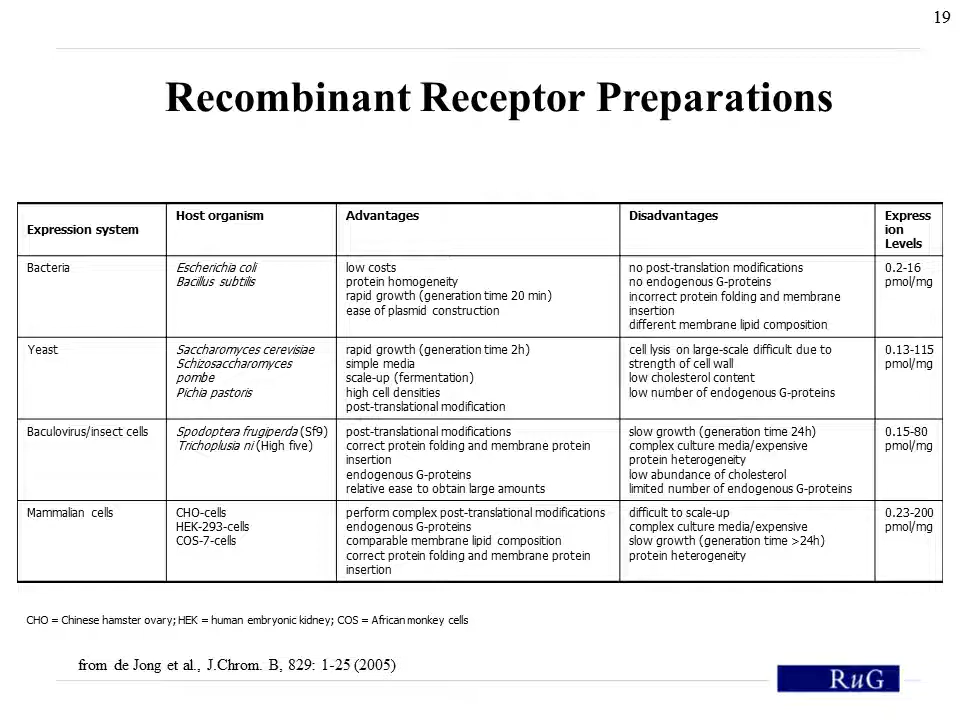 19
Recombinant Receptor Preparations
Expression system
Host organism
Advantages
Disadvantages
Express
ion
Levels
Bacteria
Escherichia coli
Bacillus subtilis
low costs
protein homogeneity
rapid growth (generation time 20 min)
ease of plasmid construction
no post-translation modifications
no endogenous G-proteins
incorrect protein folding and membrane
insertion
different membrane lipid composition
0.2-16
pmol/mg
Yeast
Saccharomyces cerevisiae
Schizosaccharomyces
pombe
Pichia pastoris
rapid growth (generation time 2h)
simple media
scale-up (fermentation)
high cell densities
post-translational modification
cell lysis on large-scale difficult due to
strength of cell wall
low cholesterol content
low number of endogenous G-proteins
0.13-115
pmol/mg
Baculovirus/insect cells
Spodoptera frugiperda (Sf9)
Trichoplusia ni (High five)
post-translational modifications
correct protein folding and membrane protein
insertion
endogenous G-proteins
relative ease to obtain large amounts
slow growth (generation time 24h)
complex culture media/expensive
protein heterogeneity
low abundance of cholesterol
limited number of endogenous G-proteins
0.15-80
pmol/mg
Mammalian cells
CHO-cells
HEK-293-cells
COS-7-cells
perform complex post-translational modifications
endogenous G-proteins
comparable membrane lipid composition
correct protein folding and membrane protein
insertion
difficult to scale-up
complex culture media/expensive
slow growth (generation time >24h)
protein heterogeneity
0.23-200
pmol/mg
CHO = Chinese hamster ovary; HEK = human embryonic kidney; COS = African monkey cells
from de Jong et al., J.Chrom. B, 829: 1-25 (2005)
RuG